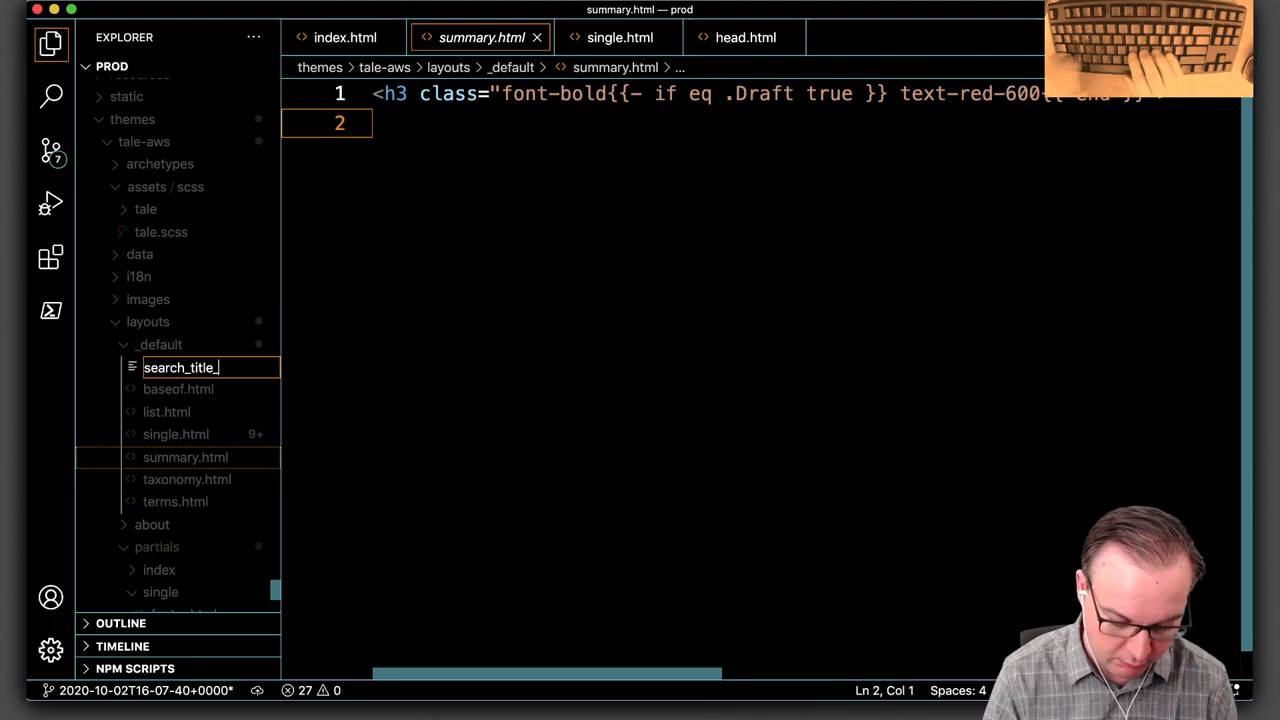 summary.html — prod
EXPLORER
index.html
summary.html
single.html
head.html
PROD
themes > tale-aws > layouts > _default > summary.html > ...
static
themes
tale-aws
archetypes
assets / scss
tale
tale.scss
data
i18n
images
layouts
_default
search_title_
baseof.html
list.html
single.html 9+
summary.html
taxonomy.html
terms.html
about
partials
index
single
1 <h3 class="font-bold{{- if eq .Draft true }} text-red-600{{ end }}
2
7
OUTLINE
TIMELINE
NPM SCRIPTS
2020-10-02T16-07-40+0000* 27 0 Ln 2, Col 1 Spaces: 4